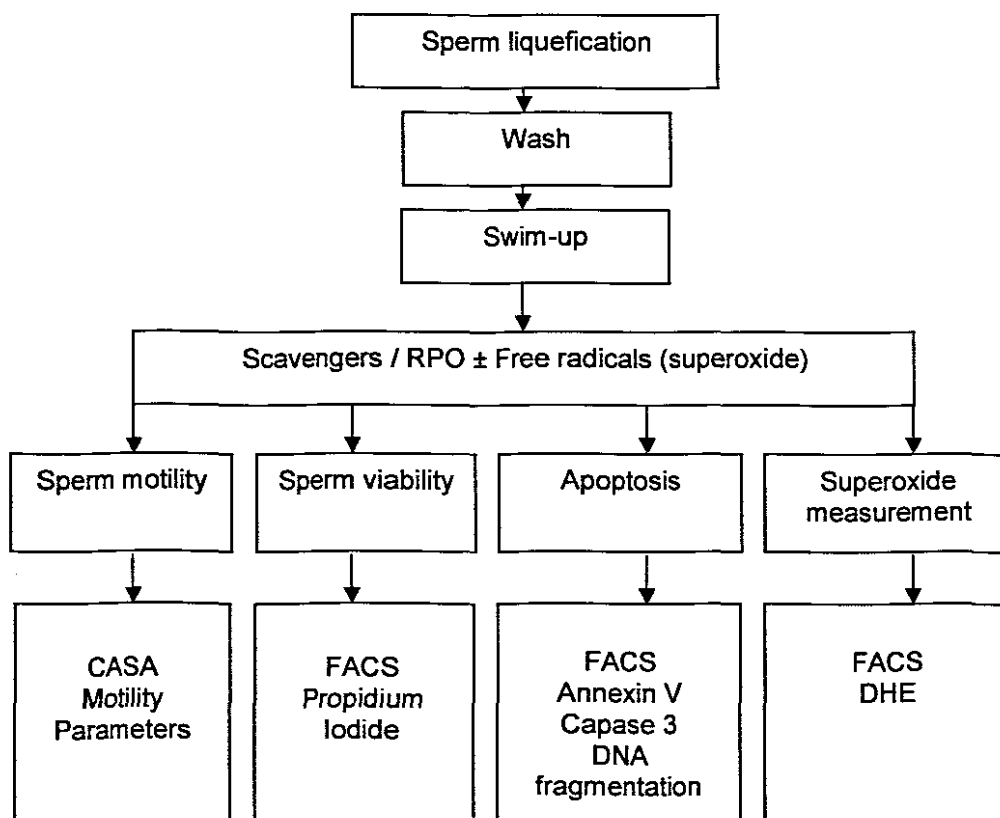 Sperm liquefication
Wash
Swim-up
Scavengers / RPO ± Free radicals (superoxide)
Sperm motility
Sperm viability
Apoptosis
Superoxide
measurement
CASA
Motility
Parameters
FACS
Propidium
Iodide
FACS
Annexin V
Capase 3
DNA
fragmentation
FACS
DHE